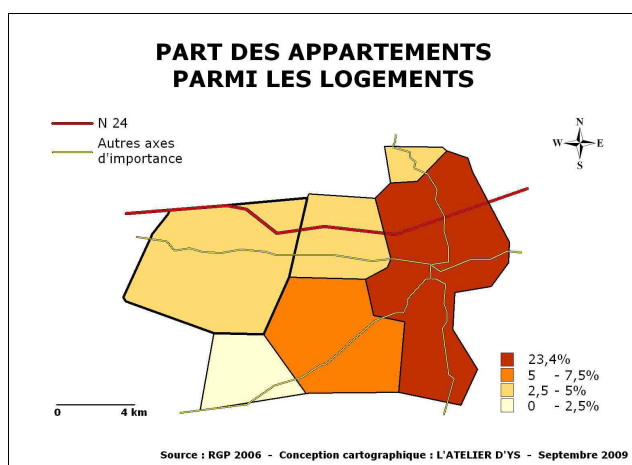 PART DES APPARTEMENTS
PARMI LES LOGEMENTS
N 24
Autres axes
d'importance
N
W E
S
23,4%
5 - 7,5%
2,5 - 5%
0 - 2,5%
0 4 km
Source : RGP 2006 - Conception cartographique : L'ATELIER D'YS - Septembre 2009